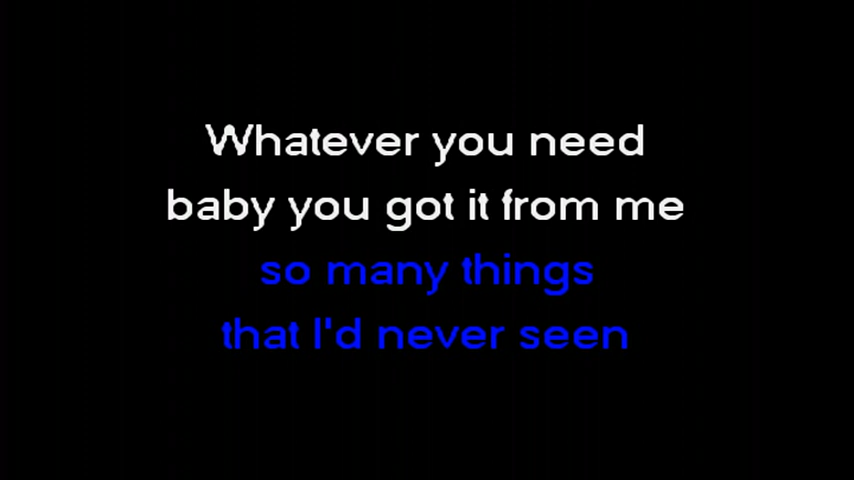 Whatever you need
baby you got it from me
so many things
that I'd never seen